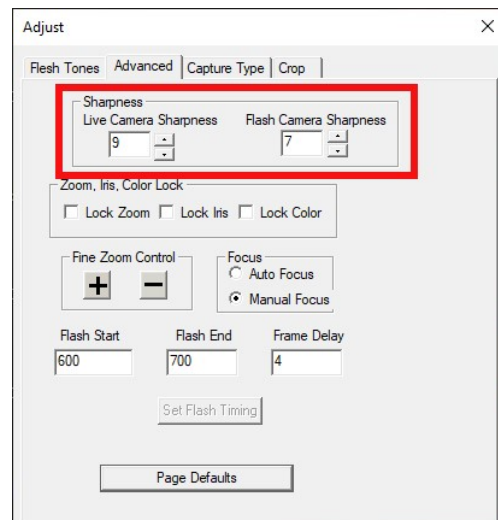 Adjust
Flesh Tones Advanced Capture Type Crop
Sharpness
Live Camera Sharpness Flash Camera Sharpness
9 7
Zoom, Iris, Color Lock
Lock Zoom Lock Iris Lock Color
Fine Zoom Control Focus
Auto Focus
Manual Focus
Flash Start Flash End Frame Delay
600 700 4
Set Flash Timing
Page Defaults